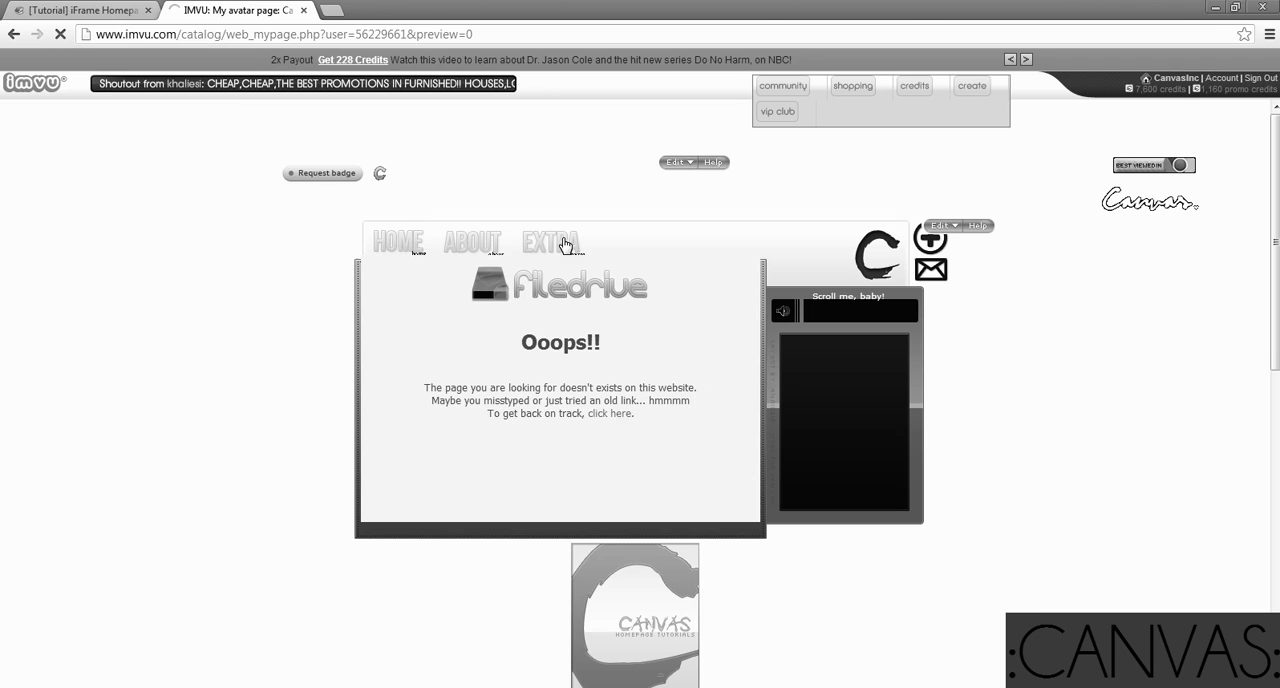 [Tutorial] iFrame Homepa
IMVU: My avatar page: Ca
www.imvu.com/catalog/web_mypage.php?user=56229661&preview=0
2x Payout Get 228 Credits Watch this video to learn about Dr. Jason Cole and the hit new series Do No Harm, on NBC!
< >
imvu
Shoutout from khaliesi: CHEAP,CHEAP,THE BEST PROMOTIONS IN FURNISHED!! HOUSES,LO
community shopping credits create
vip club
CanvasInc | Account | Sign Out
7,600 credits | 1,160 promo credits
Request badge
Edit Help
BEST VIEWED IN
Canvas.
Edit Help
HOME ABOUT EXTRA
home
filedrive
Scroll me, baby!
Ooops!!
The page you are looking for doesn't exists on this website.
Maybe you misstyped or just tried an old link... hmmmm
To get back on track, click here.
CANVAS
HOMEPAGE TUTORIALS
:CANVAS: